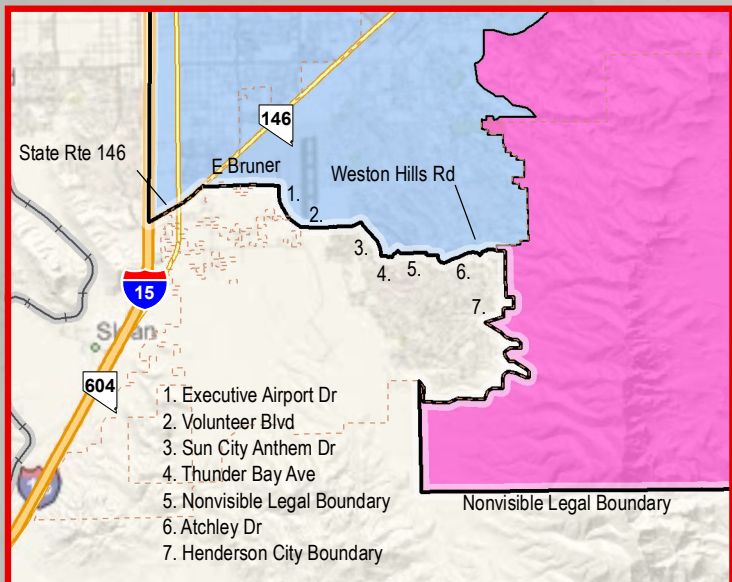 146
State Rte 146
E Bruner
Weston Hills Rd
1.
2.
3.
4.
5.
6.
7.
15
604
1. Executive Airport Dr
2. Volunteer Blvd
3. Sun City Anthem Dr
4. Thunder Bay Ave
5. Nonvisible Legal Boundary
6. Atchley Dr
7. Henderson City Boundary
Nonvisible Legal Boundary